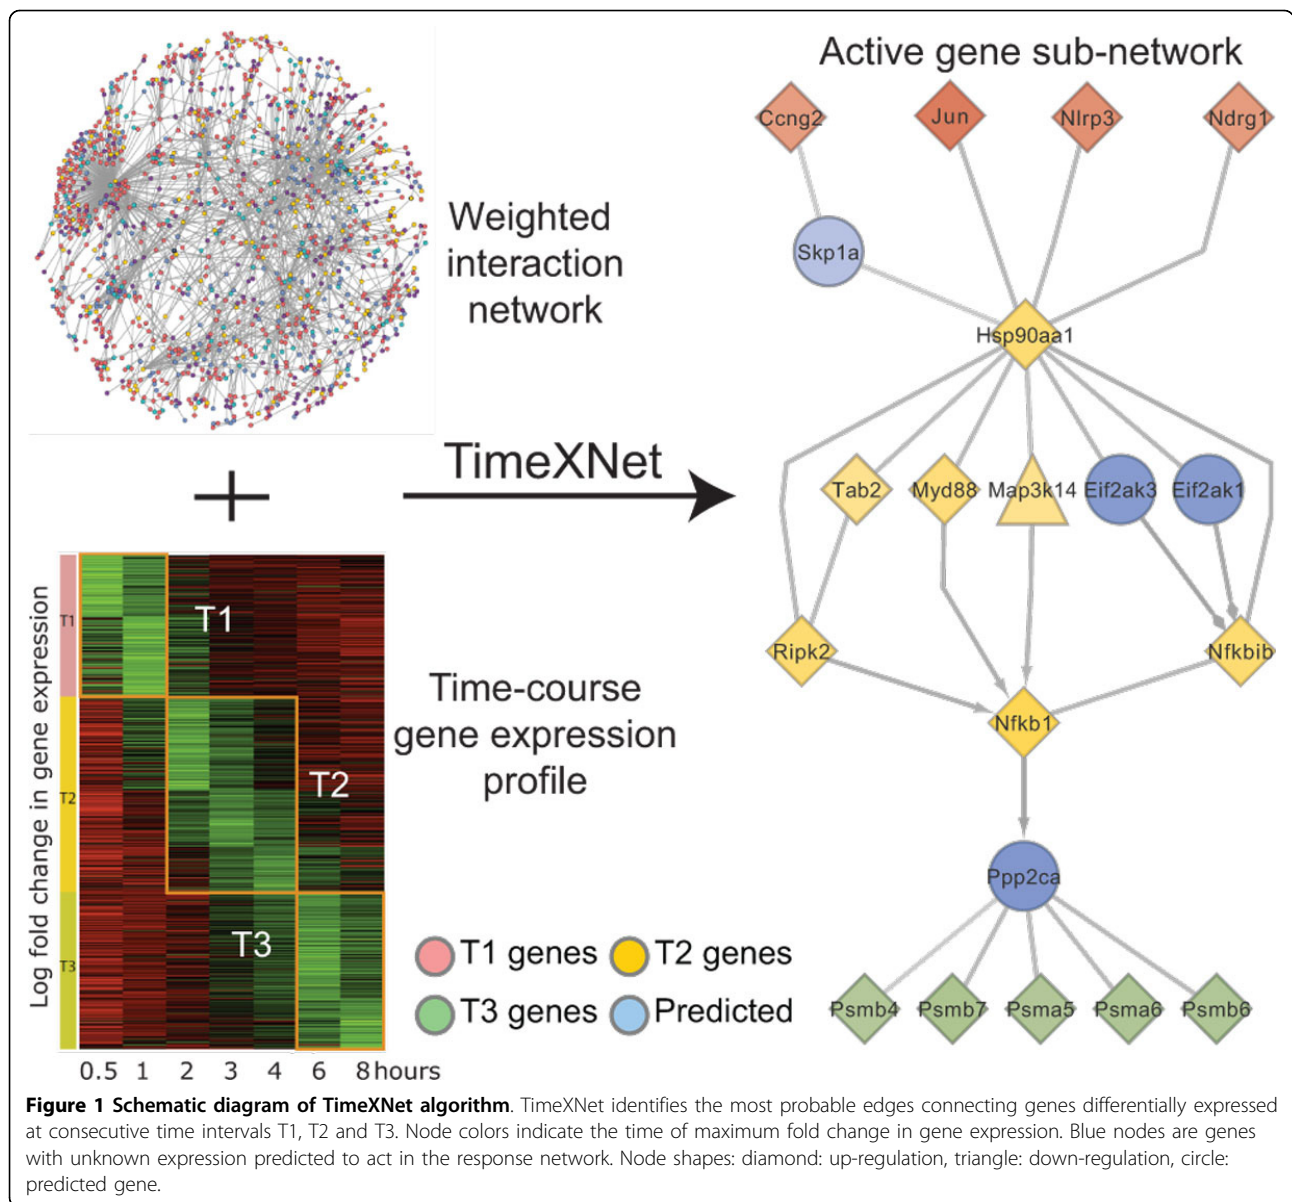 Active gene sub-network
Ccng2
Jun
Nlrp3
Ndrg1
Skp1a
Weighted
interaction
network
Hsp90aa1
TimeXNet
Tab2
Myd88
Map3k14
Eif2ak3
Eif2ak1
Ripk2
Nfkbib
Nfkb1
Ppp2ca
Psmb4
Psmb7
Psma5
Psma6
Psmb6
Log fold change in gene expression
T1
T2
T3
T1
T2
T3
Time-course
gene expression
profile
T1 genes
T2 genes
T3 genes
Predicted
0.5 1 2 3 4 6 8 hours
Figure 1 Schematic diagram of TimeXNet algorithm. TimeXNet identifies the most probable edges connecting genes differentially expressed
at consecutive time intervals T1, T2 and T3. Node colors indicate the time of maximum fold change in gene expression. Blue nodes are genes
with unknown expression predicted to act in the response network. Node shapes: diamond: up-regulation, triangle: down-regulation, circle:
predicted gene.